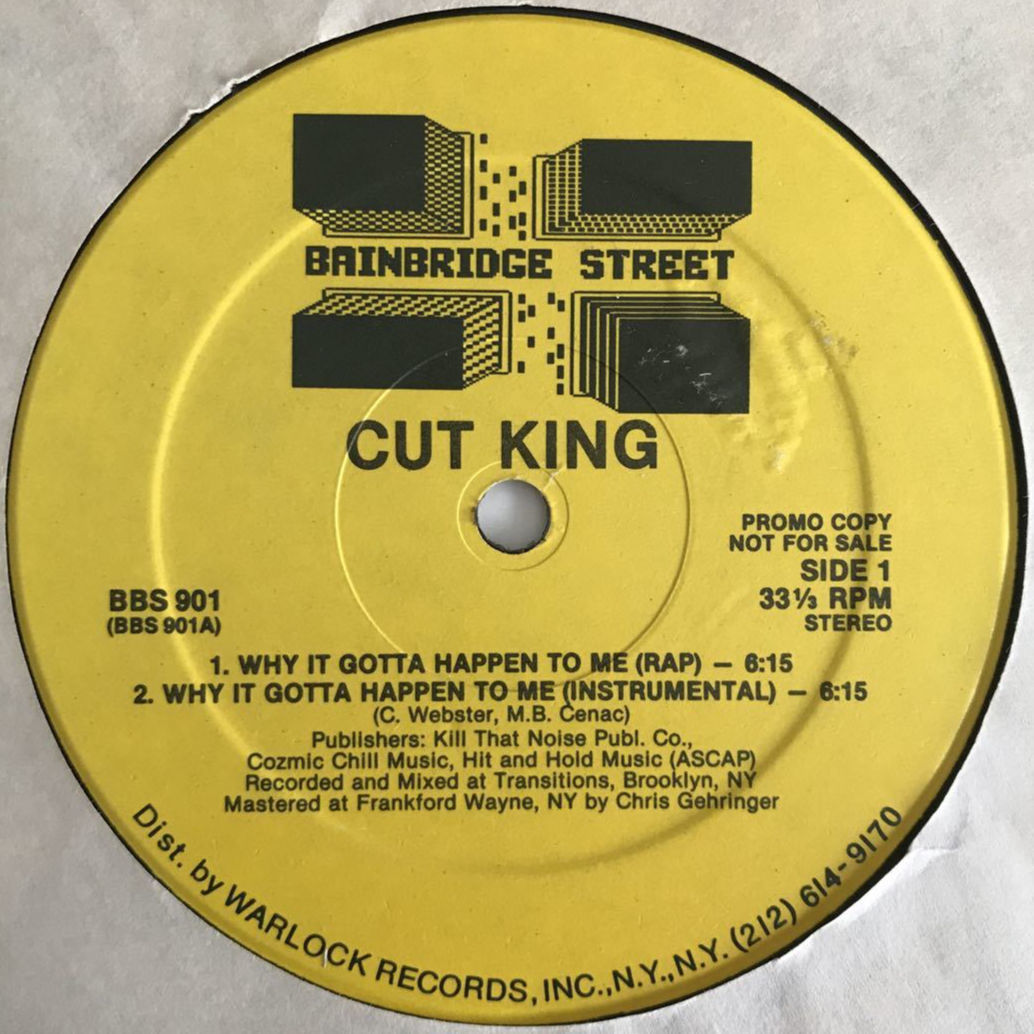 BAINBRIDGE STREET
CUT KING
PROMO COPY
NOT FOR SALE
SIDE 1
33⅓ RPM
STEREO
BBS 901
(BBS 901A)
1. WHY IT GOTTA HAPPEN TO ME (RAP) — 6:15
2. WHY IT GOTTA HAPPEN TO ME (INSTRUMENTAL) — 6:15
(C. Webster, M.B. Cenac)
Publishers: Kill That Noise Publ. Co.,
Cozmic Chill Music, Hit and Hold Music (ASCAP)
Recorded and Mixed at Transitions, Brooklyn, NY
Mastered at Frankford Wayne, NY by Chris Gehringer
Dist. by WARLOCK RECORDS, INC.,N.Y.,N.Y. (212) 614-9170